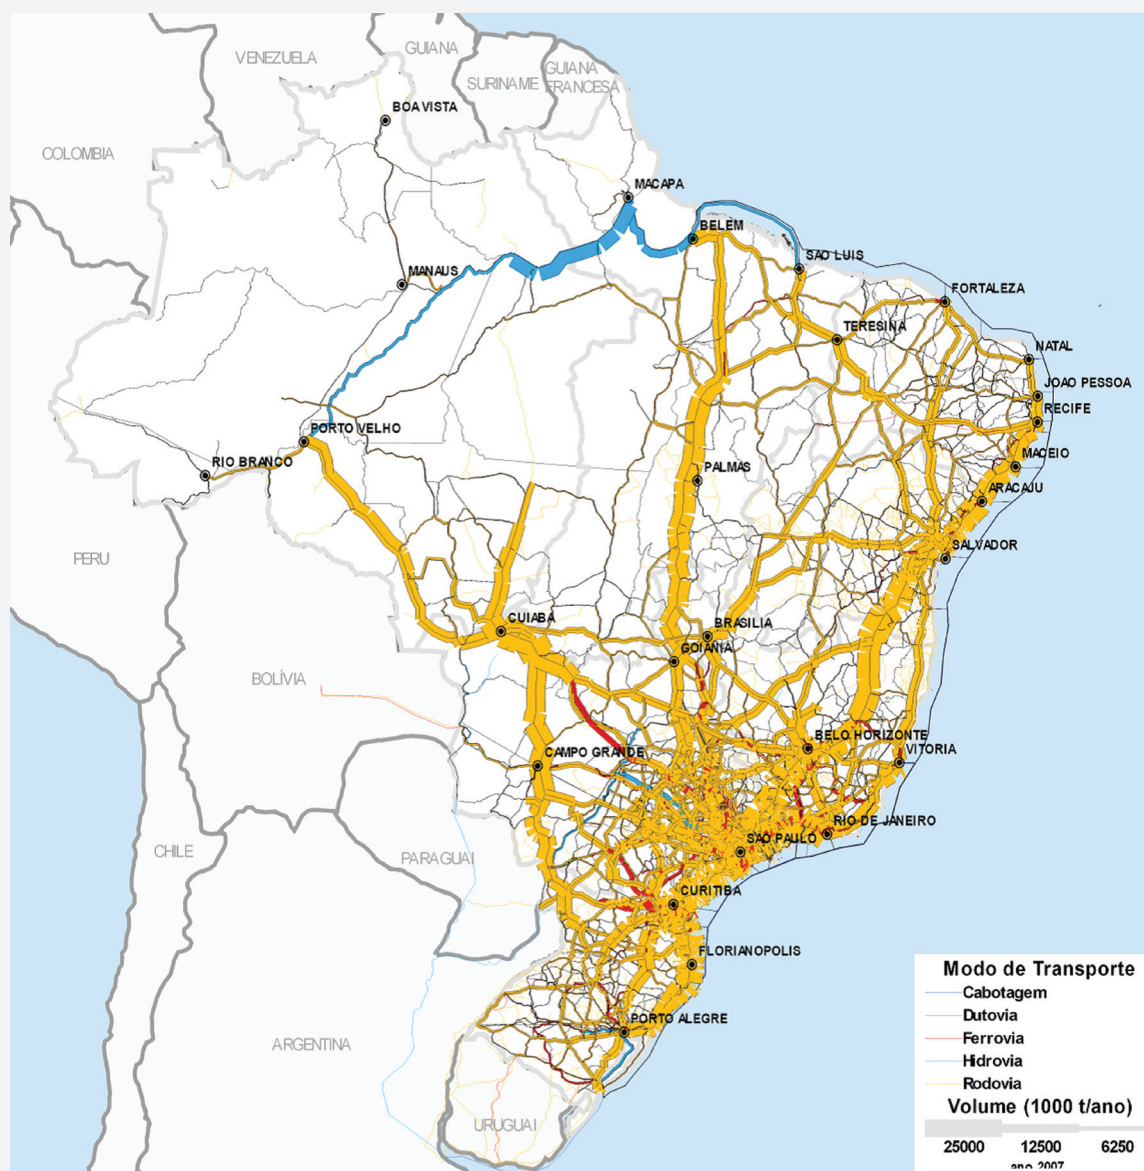 VENEZUELA
GUIANA
SURINAME
GUIANA
FRANCESA
COLOMBIA
BOA VISTA
MACAPA
BELEM
MANAUS
SAO LUIS
FORTALEZA
TERESINA
NATAL
JOAO PESSOA
RECIFE
PORTO VELHO
RIO BRANCO
PALMAS
MACEIO
ARACAJU
SALVADOR
PERU
CUIABA
BRASILIA
GOIANIA
BOLÍVIA
BELO HORIZONTE
VITORIA
CAMPO GRANDE
RIO DE JANEIRO
SAO PAULO
CHILE
PARAGUAI
CURITIBA
FLORIANOPOLIS
PORTO ALEGRE
ARGENTINA
URUGUAI
Modo de Transporte
Cabotagem
Dutovia
Ferrovia
Hidrovia
Rodovia
Volume (1000 t/ano)
25000 12500 6250
ano 2007